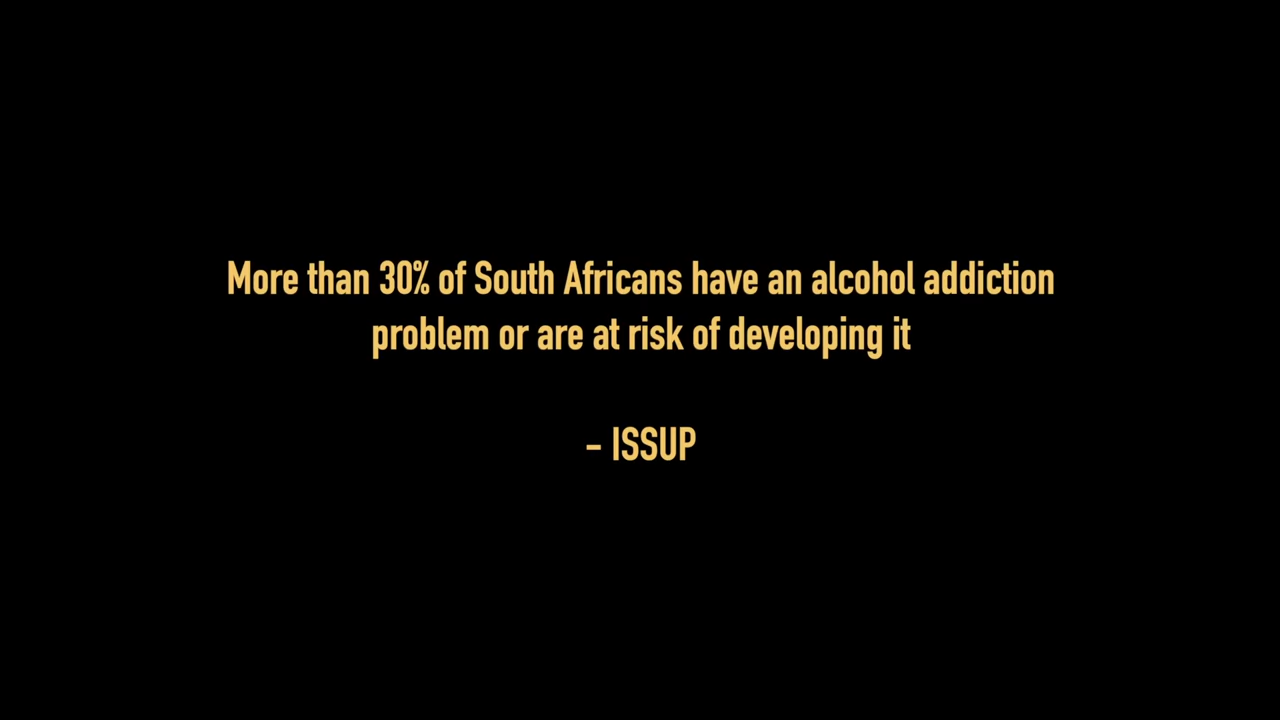 More than 30% of South Africans have an alcohol addiction
problem or are at risk of developing it
- ISSUP